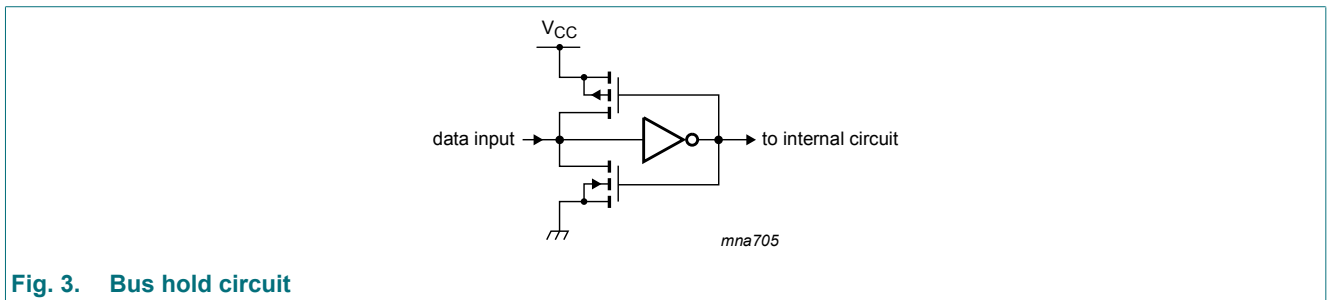 VCC
data input
to internal circuit
mna705
Fig. 3. Bus hold circuit